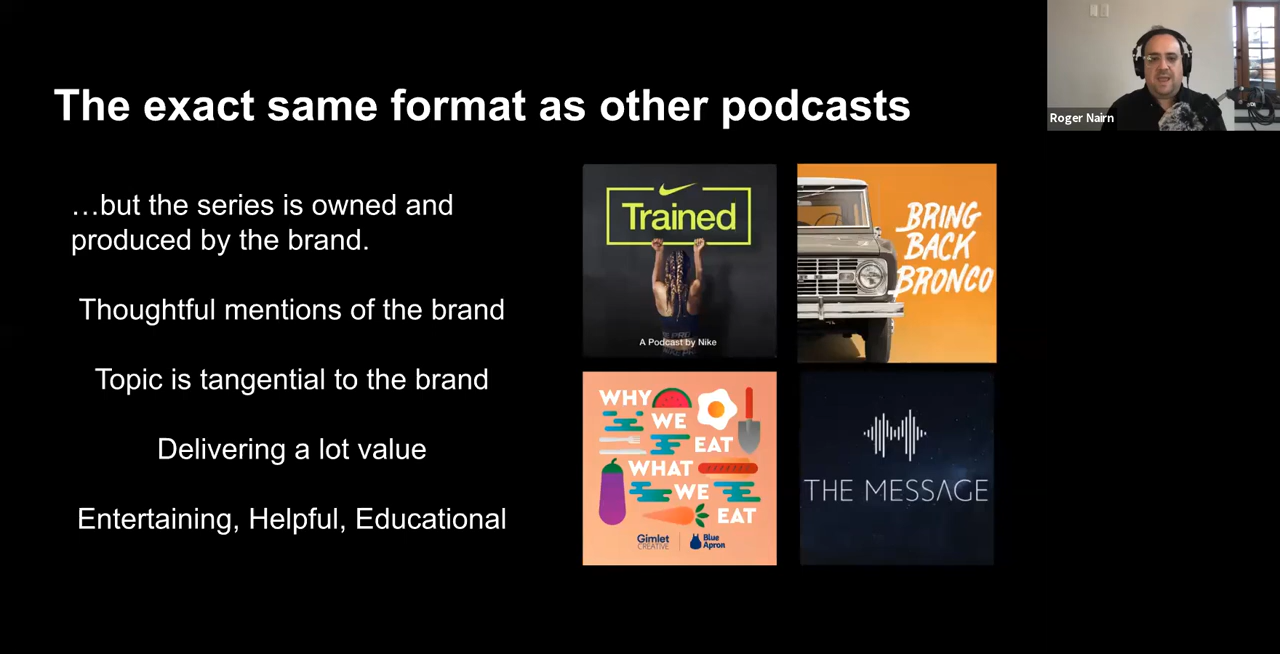 The exact same format as other podcasts
Roger Nairn
…but the series is owned and
produced by the brand.
Thoughtful mentions of the brand
Topic is tangential to the brand
Delivering a lot value
Entertaining, Helpful, Educational
Trained
A Podcast by Nike
BRING
BACK
BRONCO
WHY
WE
EAT
WHAT
WE
EAT
Gimlet
CREATIVE
Blue
Apron
THE MESSAGE